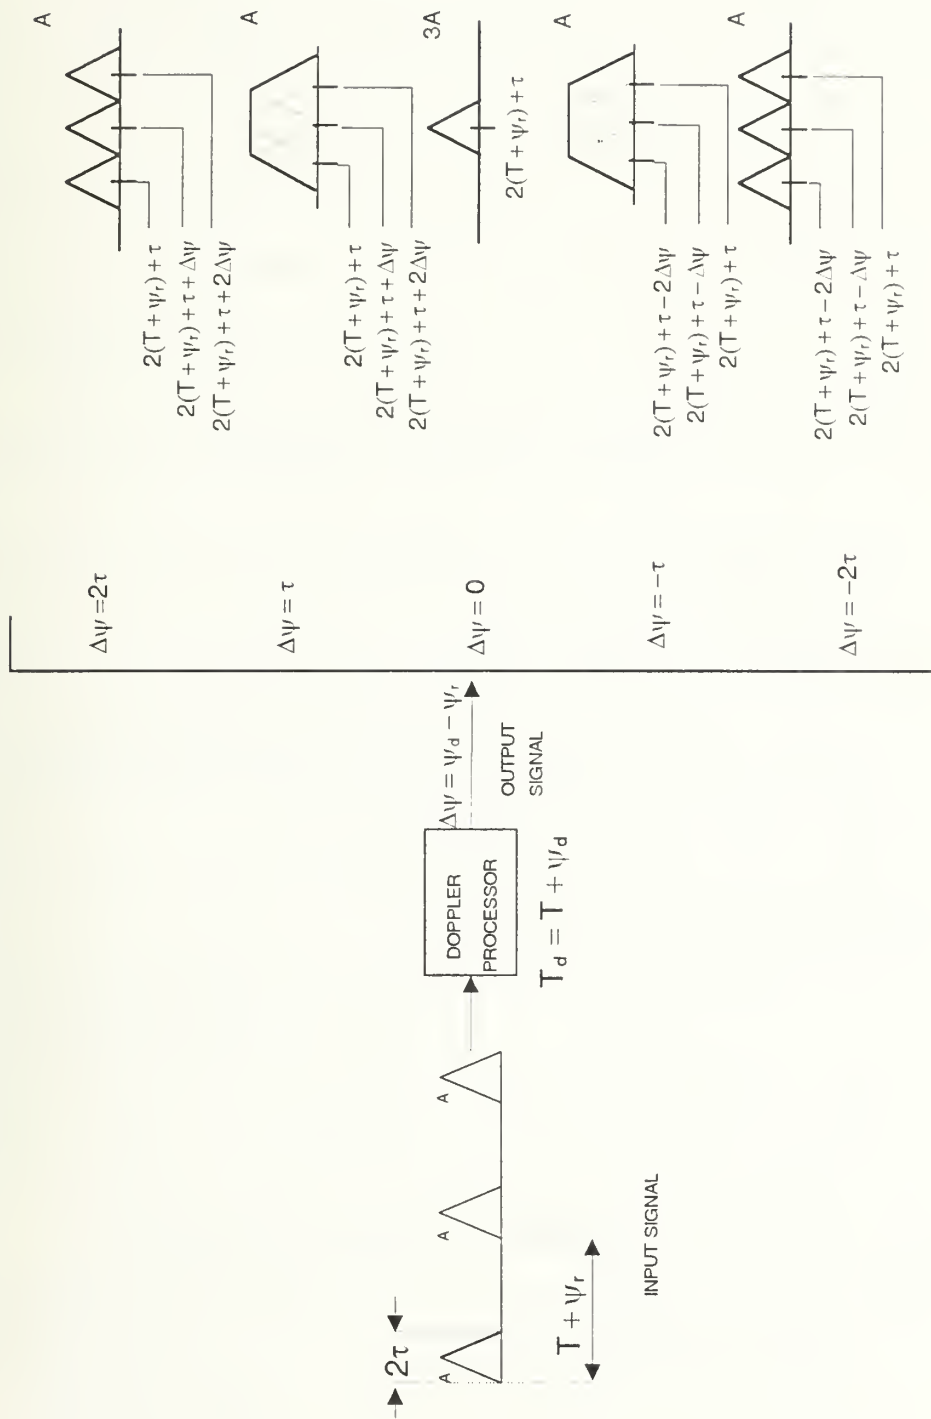 2τ
A
A
A
T + ψr
INPUT SIGNAL
DOPPLER
PROCESSOR
Td = T + ψd
Δψ = ψd − ψr
OUTPUT
SIGNAL
Δψ = 2τ
2(T + ψr) + τ
2(T + ψr) + τ + Δψ
2(T + ψr) + τ + 2Δψ
A
Δψ = τ
2(T + ψr) + τ
2(T + ψr) + τ + Δψ
2(T + ψr) + τ + 2Δψ
A
Δψ = 0
2(T + ψr) + τ
3A
Δψ = −τ
2(T + ψr) + τ − 2Δψ
2(T + ψr) + τ − Δψ
2(T + ψr) + τ
A
Δψ = −2τ
2(T + ψr) + τ − 2Δψ
2(T + ψr) + τ − Δψ
2(T + ψr) + τ
A